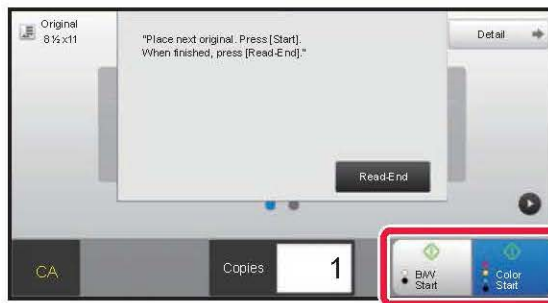 Original
8½x11
"Place next original. Press [Start].
When finished, press [Read-End]."
Detail
Read-End
CA
Copies
1
B/W
Start
Color
Start